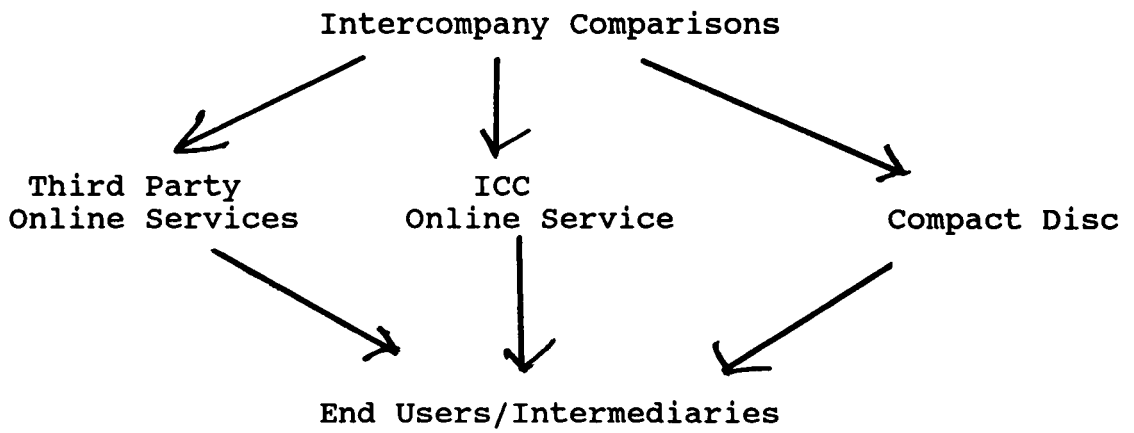 Intercompany Comparisons
Third Party
Online Services
ICC
Online Service
Compact Disc
End Users/Intermediaries